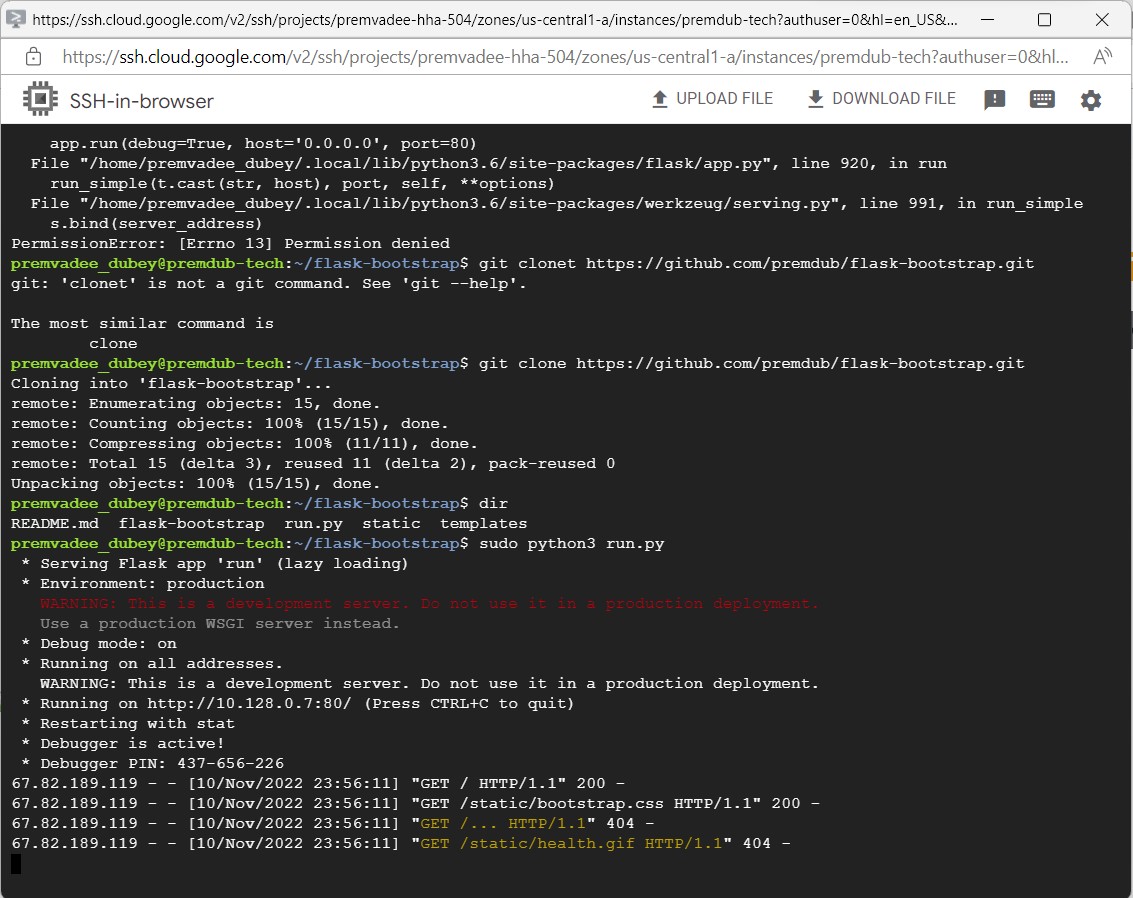 https://ssh.cloud.google.com/v2/ssh/projects/premvadee-hha-504/zones/us-central1-a/instances/premdub-tech?authuser=0&hl=en_US&...
https://ssh.cloud.google.com/v2/ssh/projects/premvadee-hha-504/zones/us-central1-a/instances/premdub-tech?authuser=0&hl...
SSH-in-browser
UPLOAD FILE
DOWNLOAD FILE
    app.run(debug=True, host='0.0.0.0', port=80)
  File "/home/premvadee_dubey/.local/lib/python3.6/site-packages/flask/app.py", line 920, in run
    run_simple(t.cast(str, host), port, self, **options)
  File "/home/premvadee_dubey/.local/lib/python3.6/site-packages/werkzeug/serving.py", line 991, in run_simple
    s.bind(server_address)
PermissionError: [Errno 13] Permission denied
premvadee_dubey@premdub-tech:~/flask-bootstrap$ git clonet https://github.com/premdub/flask-bootstrap.git
git: 'clonet' is not a git command. See 'git --help'.
The most similar command is
        clone
premvadee_dubey@premdub-tech:~/flask-bootstrap$ git clone https://github.com/premdub/flask-bootstrap.git
Cloning into 'flask-bootstrap'...
remote: Enumerating objects: 15, done.
remote: Counting objects: 100% (15/15), done.
remote: Compressing objects: 100% (11/11), done.
remote: Total 15 (delta 3), reused 11 (delta 2), pack-reused 0
Unpacking objects: 100% (15/15), done.
premvadee_dubey@premdub-tech:~/flask-bootstrap$ dir
README.md  flask-bootstrap  run.py  static  templates
premvadee_dubey@premdub-tech:~/flask-bootstrap$ sudo python3 run.py
 * Serving Flask app 'run' (lazy loading)
 * Environment: production
   WARNING: This is a development server. Do not use it in a production deployment.
   Use a production WSGI server instead.
 * Debug mode: on
 * Running on all addresses.
   WARNING: This is a development server. Do not use it in a production deployment.
 * Running on http://10.128.0.7:80/ (Press CTRL+C to quit)
 * Restarting with stat
 * Debugger is active!
 * Debugger PIN: 437-656-226
67.82.189.119 - - [10/Nov/2022 23:56:11] "GET / HTTP/1.1" 200 -
67.82.189.119 - - [10/Nov/2022 23:56:11] "GET /static/bootstrap.css HTTP/1.1" 200 -
67.82.189.119 - - [10/Nov/2022 23:56:11] "GET /... HTTP/1.1" 404 -
67.82.189.119 - - [10/Nov/2022 23:56:11] "GET /static/health.gif HTTP/1.1" 404 -